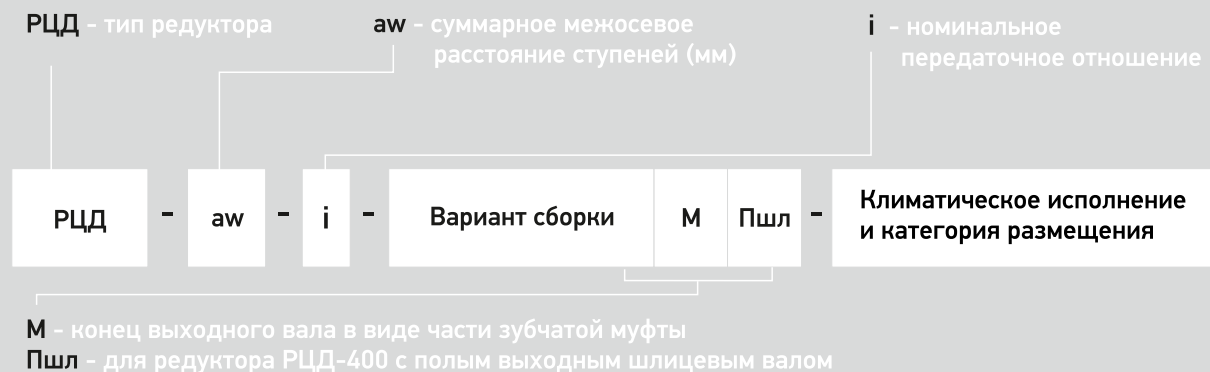 РЦД - тип редуктора
aw - суммарное межосевое
расстояние ступеней (мм)
i - номинальное
передаточное отношение
РЦД - aw - i - Вариант сборки М Пшл - Климатическое исполнение
и категория размещения
М - конец выходного вала в виде части зубчатой муфты
Пшл - для редуктора РЦД-400 с полым выходным шлицевым валом